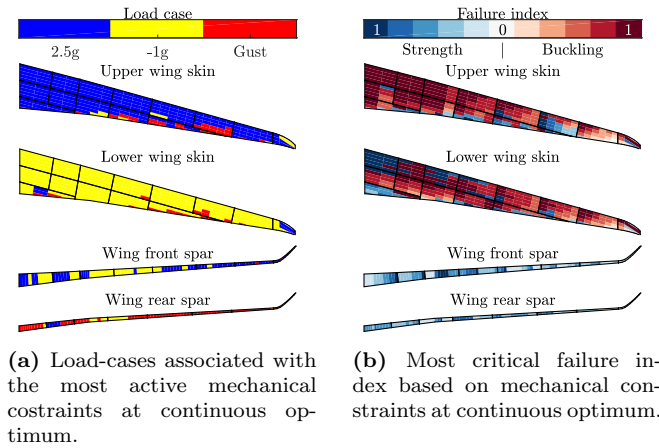 Load case
2.5g -1g Gust
Upper wing skin
Lower wing skin
Wing front spar
Wing rear spar
(a) Load-cases associated with
the most active mechanical
costraints at continuous op-
timum.
Failure index
1 0 1
Strength | Buckling
Upper wing skin
Lower wing skin
Wing front spar
Wing rear spar
(b) Most critical failure in-
dex based on mechanical con-
straints at continuous optimum.